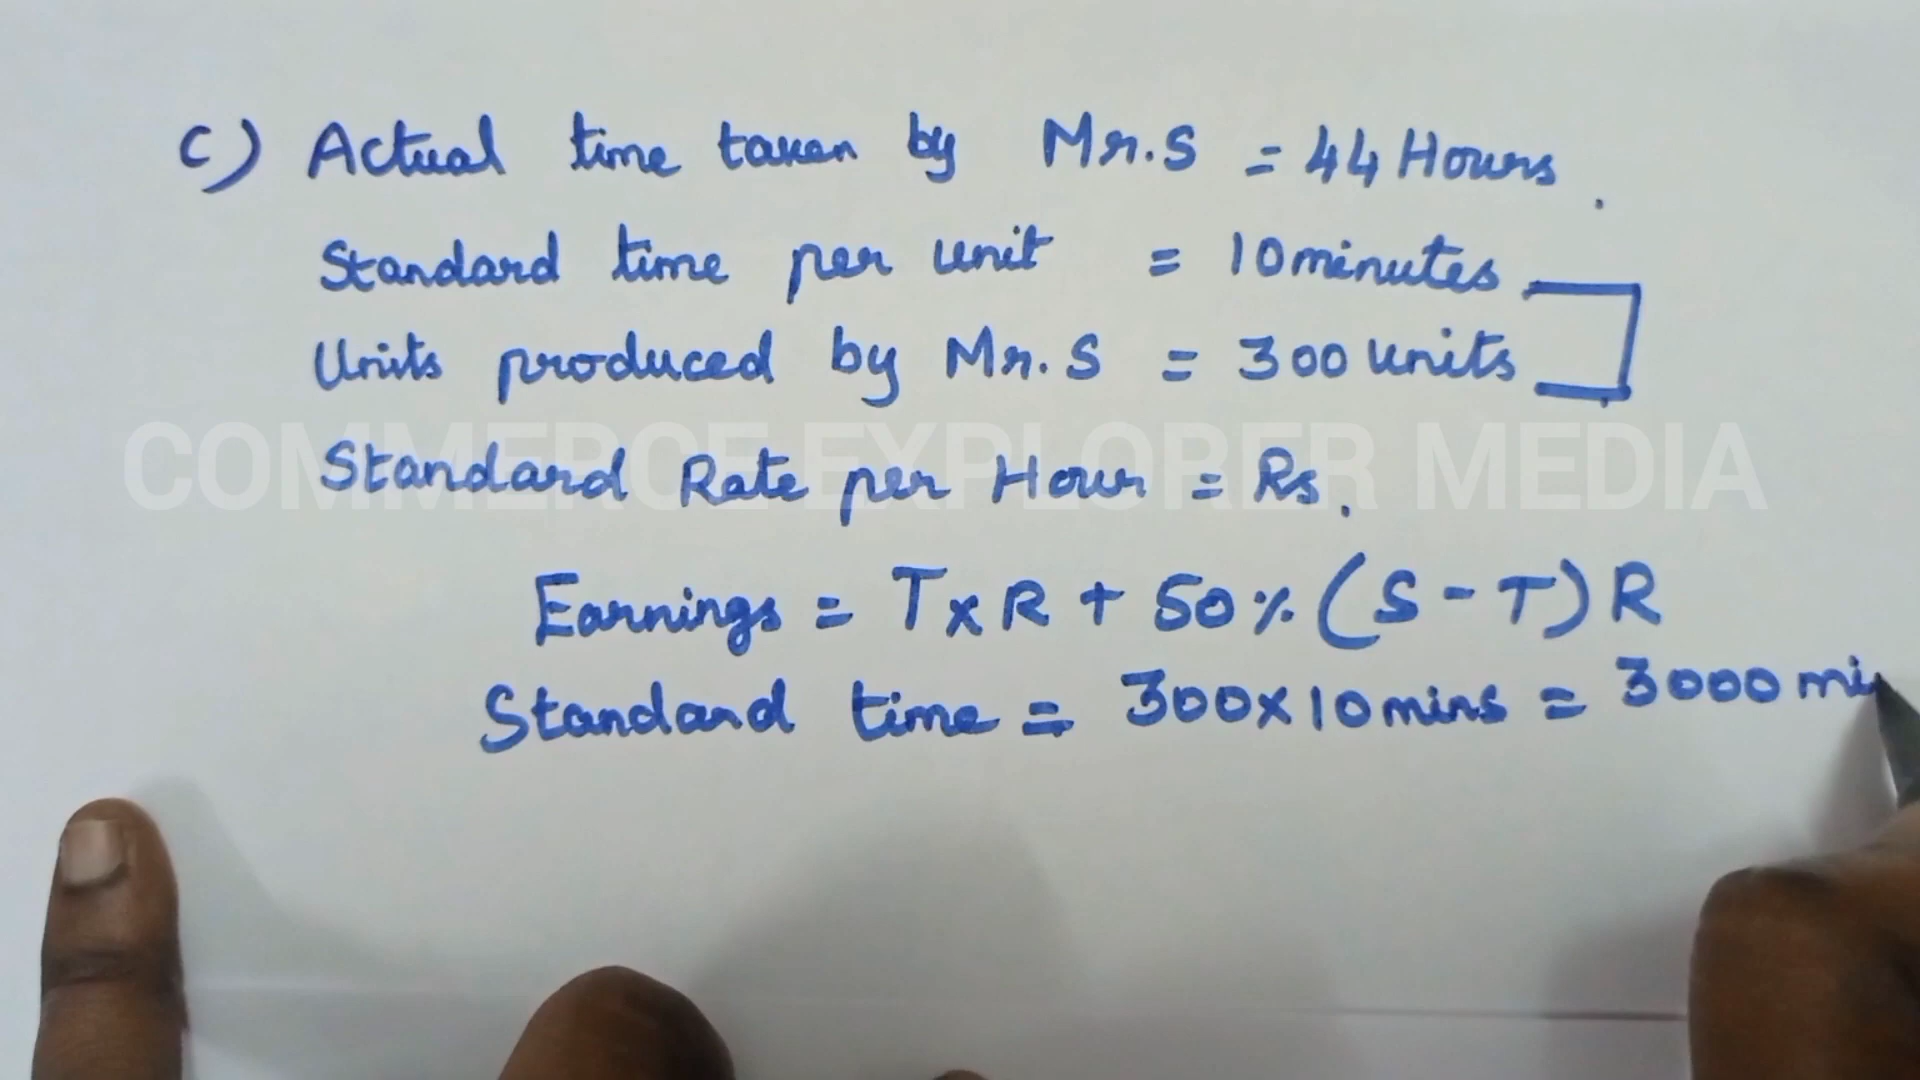 C) Actual time taken by Mr.S = 44 Hours.
Standard time per unit = 10 minutes
Units produced by Mr.S = 300 units
COMMERCE EXPLORER MEDIA
Standard Rate per Hour = Rs.
Earnings = T x R + 50% (S - T) R
Standard time = 300 x 10 mins = 3000 mi